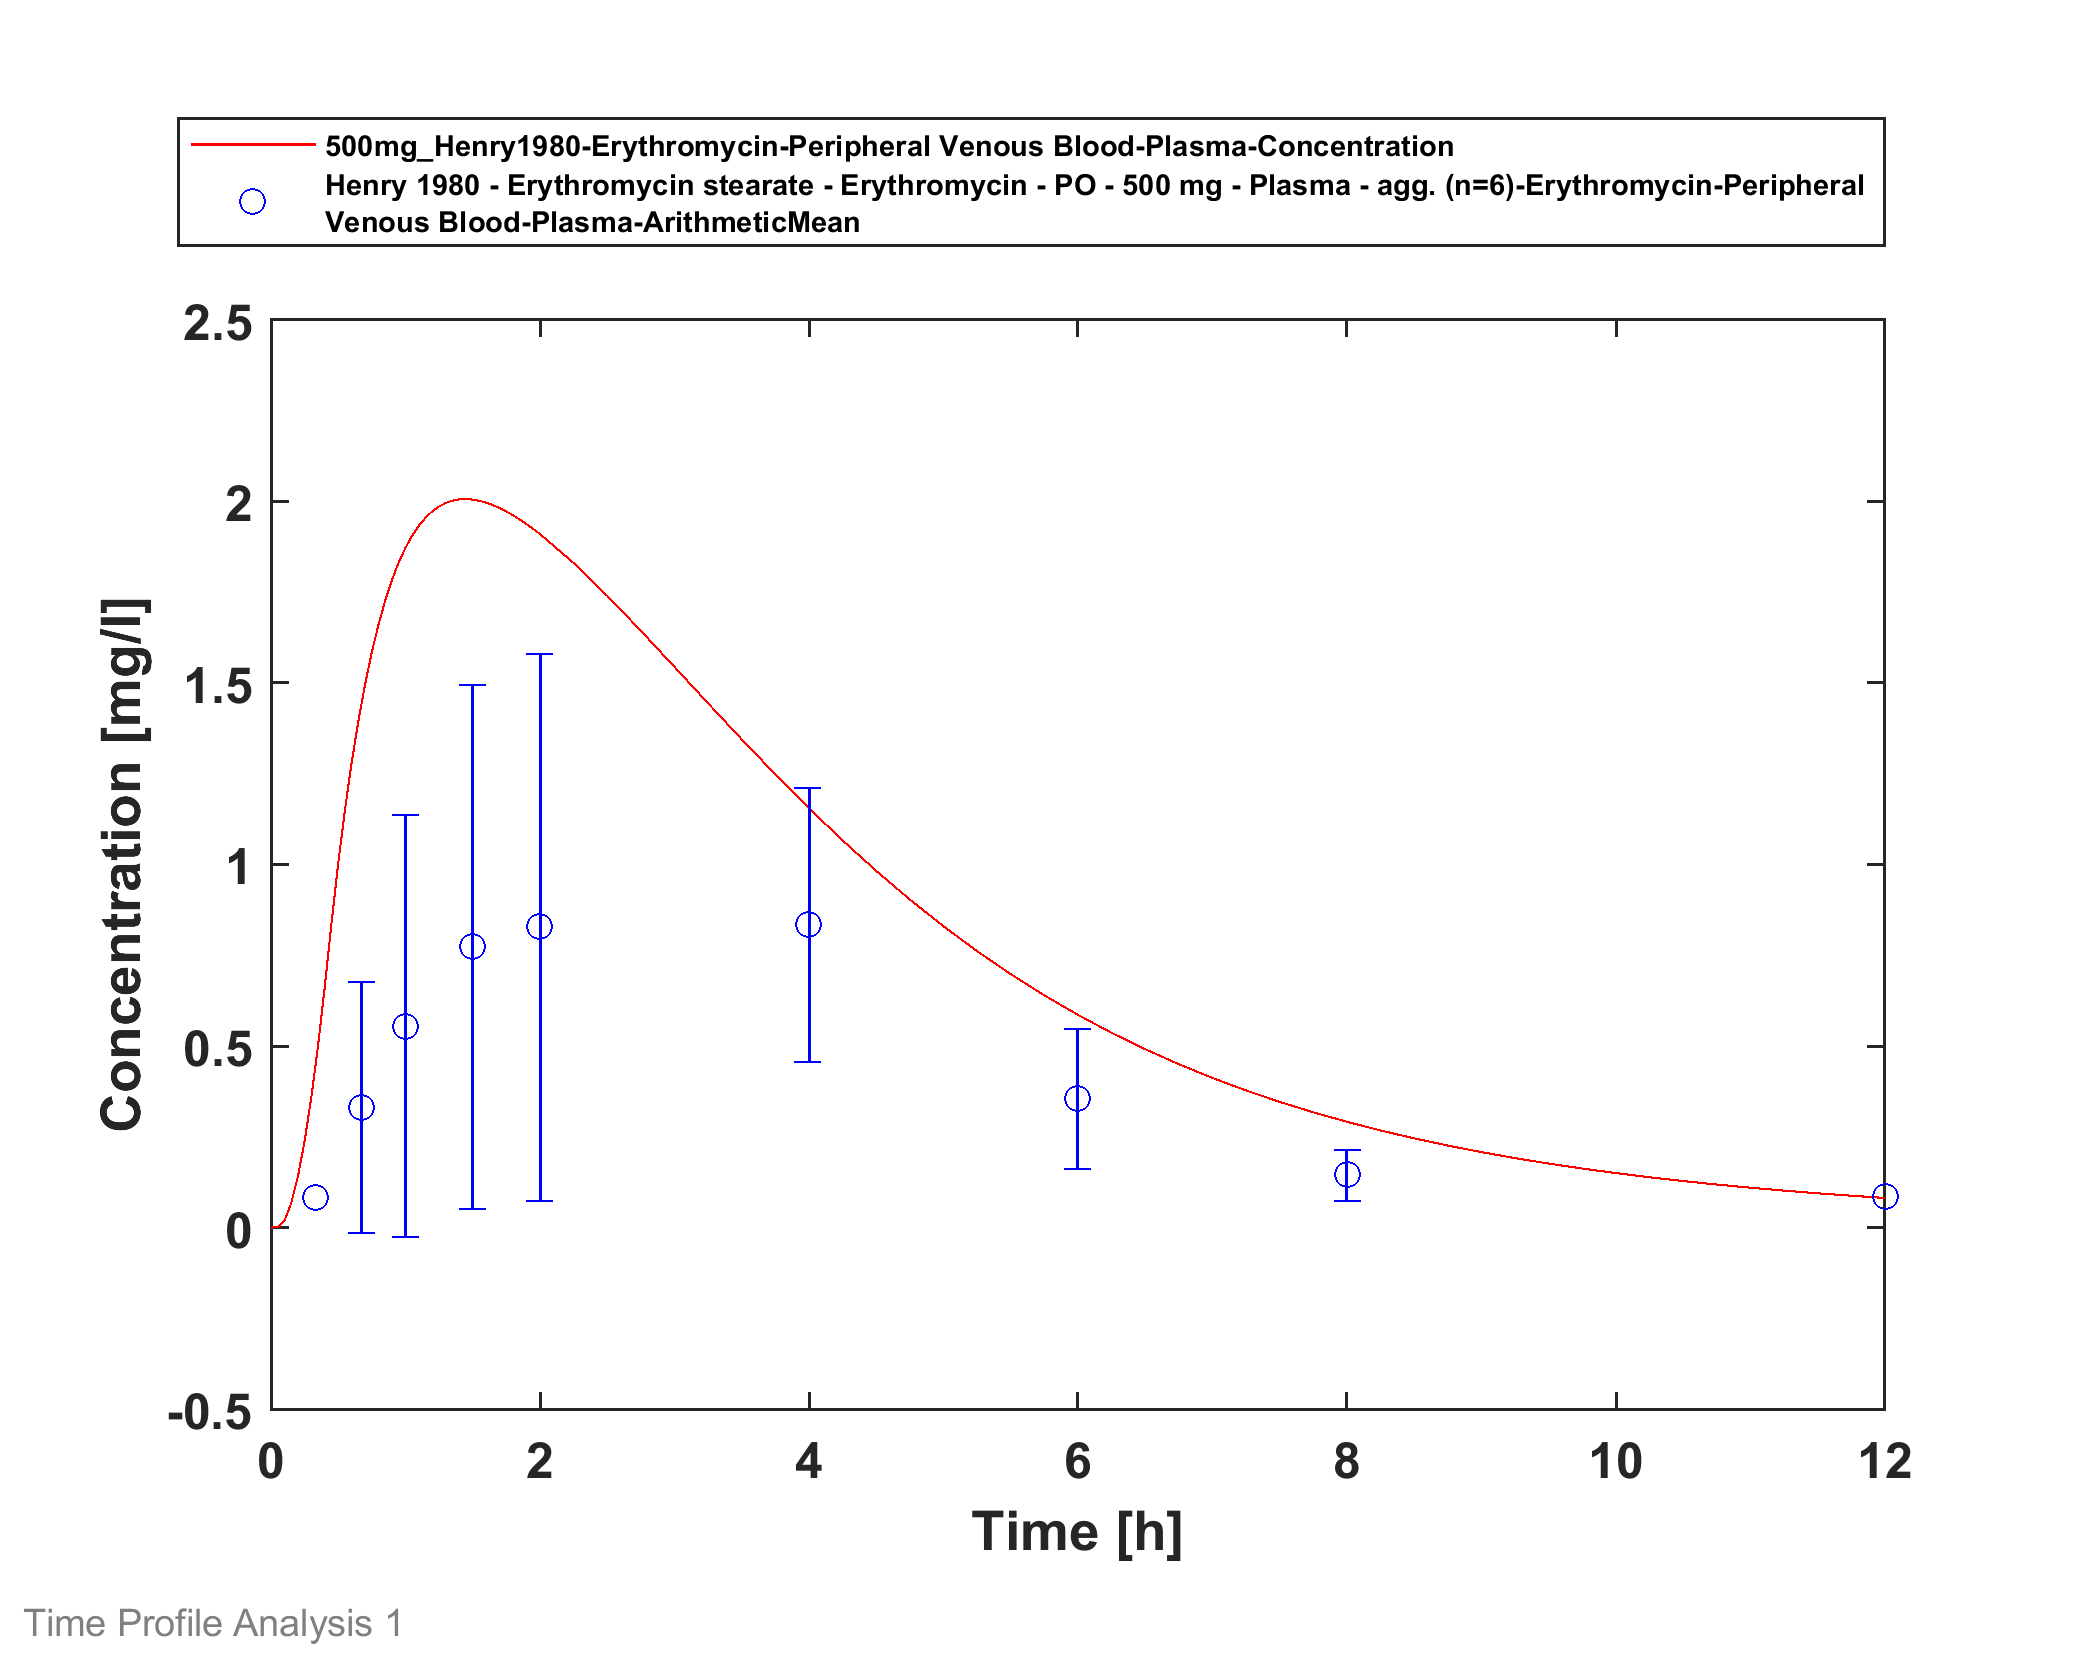 500mg_Henry1980-Erythromycin-Peripheral Venous Blood-Plasma-Concentration
Henry 1980 - Erythromycin stearate - Erythromycin - PO - 500 mg - Plasma - agg. (n=6)-Erythromycin-Peripheral
Venous Blood-Plasma-ArithmeticMean
2.5
2
1.5
1
0.5
0
-0.5
Concentration [mg/l]
0 2 4 6 8 10 12
Time [h]
Time Profile Analysis 1